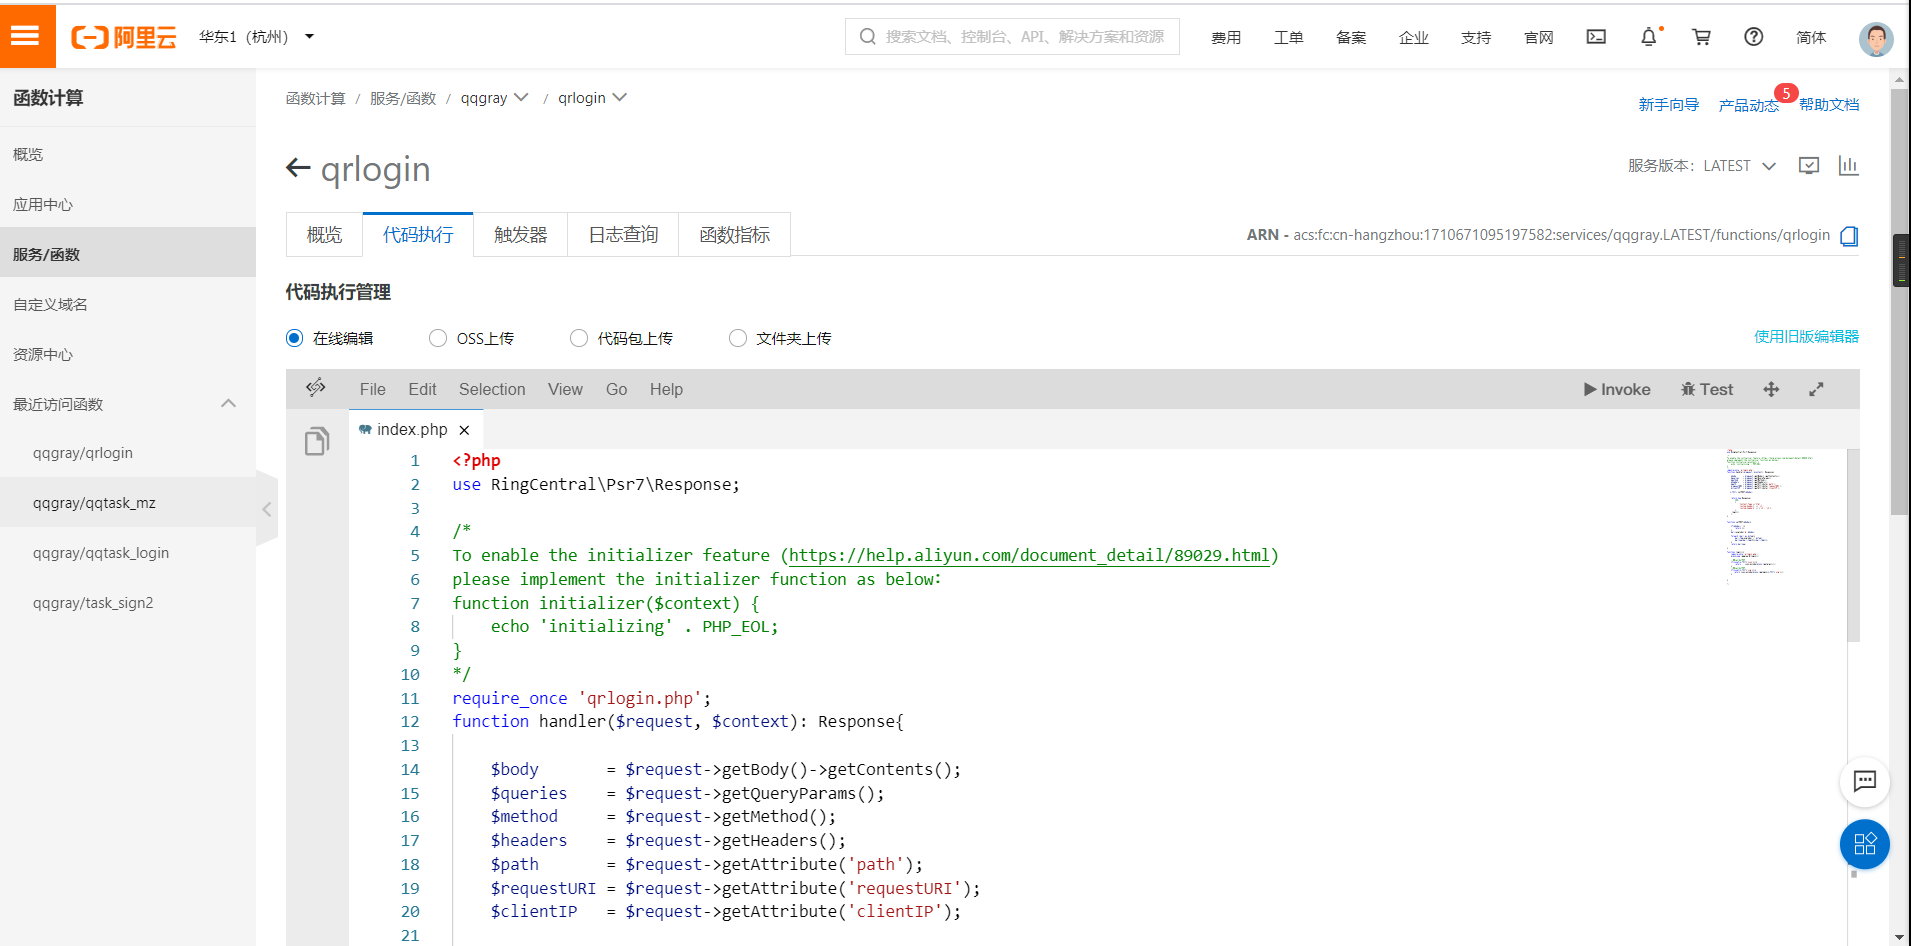 阿里云
华东1（杭州）
搜索文档、控制台、API、解决方案和资源
费用 工单 备案 企业 支持 官网 简体
函数计算
概览
应用中心
服务/函数
自定义域名
资源中心
最近访问函数
qqgray/qrlogin
qqgray/qqtask_mz
qqgray/qqtask_login
qqgray/task_sign2
函数计算 / 服务/函数 / qqgray / qrlogin
新手向导 产品动态 5 帮助文档
qrlogin
服务版本：LATEST
概览 代码执行 触发器 日志查询 函数指标
ARN - acs:fc:cn-hangzhou:1710671095197582:services/qqgray.LATEST/functions/qrlogin
代码执行管理
在线编辑 OSS上传 代码包上传 文件夹上传
使用旧版编辑器
File Edit Selection View Go Help
Invoke Test
index.php
1 <?php
2 use RingCentral\Psr7\Response;
3
4 /*
5 To enable the initializer feature (https://help.aliyun.com/document_detail/89029.html)
6 please implement the initializer function as below:
7 function initializer($context) {
8     echo 'initializing' . PHP_EOL;
9 }
10 */
11 require_once 'qrlogin.php';
12 function handler($request, $context): Response{
13
14     $body       = $request->getBody()->getContents();
15     $queries    = $request->getQueryParams();
16     $method     = $request->getMethod();
17     $headers    = $request->getHeaders();
18     $path       = $request->getAttribute('path');
19     $requestURI = $request->getAttribute('requestURI');
20     $clientIP   = $request->getAttribute('clientIP');
21